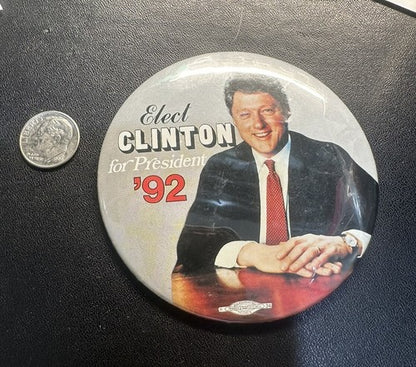 Elect
CLINTON
for President
'92